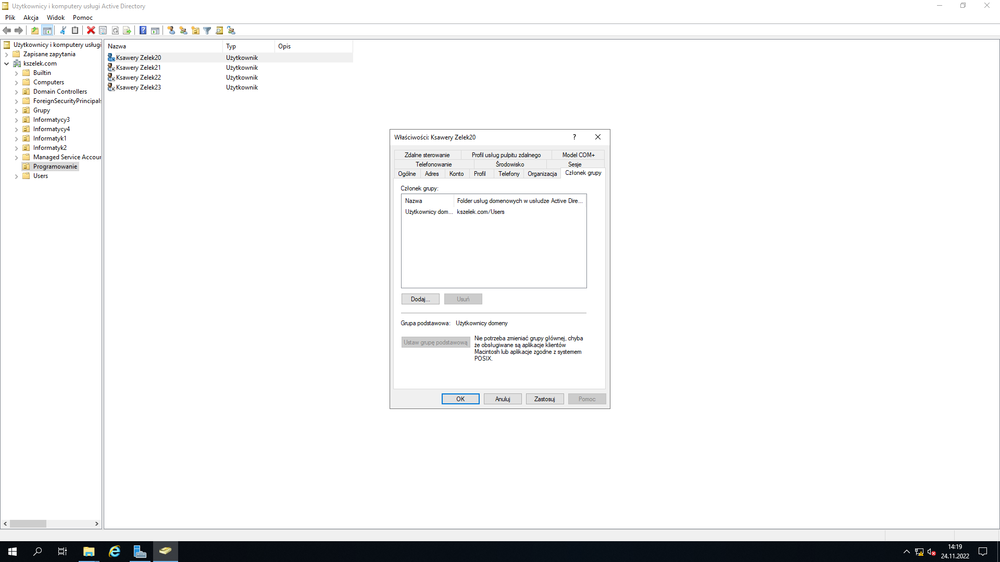 Użytkownicy i komputery usługi Active Directory
Plik Akcja Widok Pomoc
Użytkownicy i komputery usługi
Zapisane zapytania
kszelek.com
Builtin
Computers
Domain Controllers
ForeignSecurityPrincipals
Grupy
Informatycy3
Informatycy4
Informatyk1
Informatyk2
Managed Service Accour
Programowanie
Users
Nazwa Typ Opis
Ksawery Zelek20 Użytkownik
Ksawery Zelek21 Użytkownik
Ksawery Zelek22 Użytkownik
Ksawery Zelek23 Użytkownik
Właściwości: Ksawery Zelek20
Zdalne sterowanie Profil usług pulpitu zdalnego Model COM+
Telefonowanie Środowisko Sesje
Ogólne Adres Konto Profil Telefony Organizacja Członek grupy
Członek grupy:
Nazwa Folder usług domenowych w usłudze Active Dire...
Użytkownicy dom... kszelek.com/Users
Dodaj... Usuń
Grupa podstawowa: Użytkownicy domeny
Ustaw grupę podstawową
Nie potrzeba zmieniać grupy głównej, chyba
że obsługiwane są aplikacje klientów
Macintosh lub aplikacje zgodne z systemem
POSIX.
OK Anuluj Zastosuj Pomoc
14:19
24.11.2022